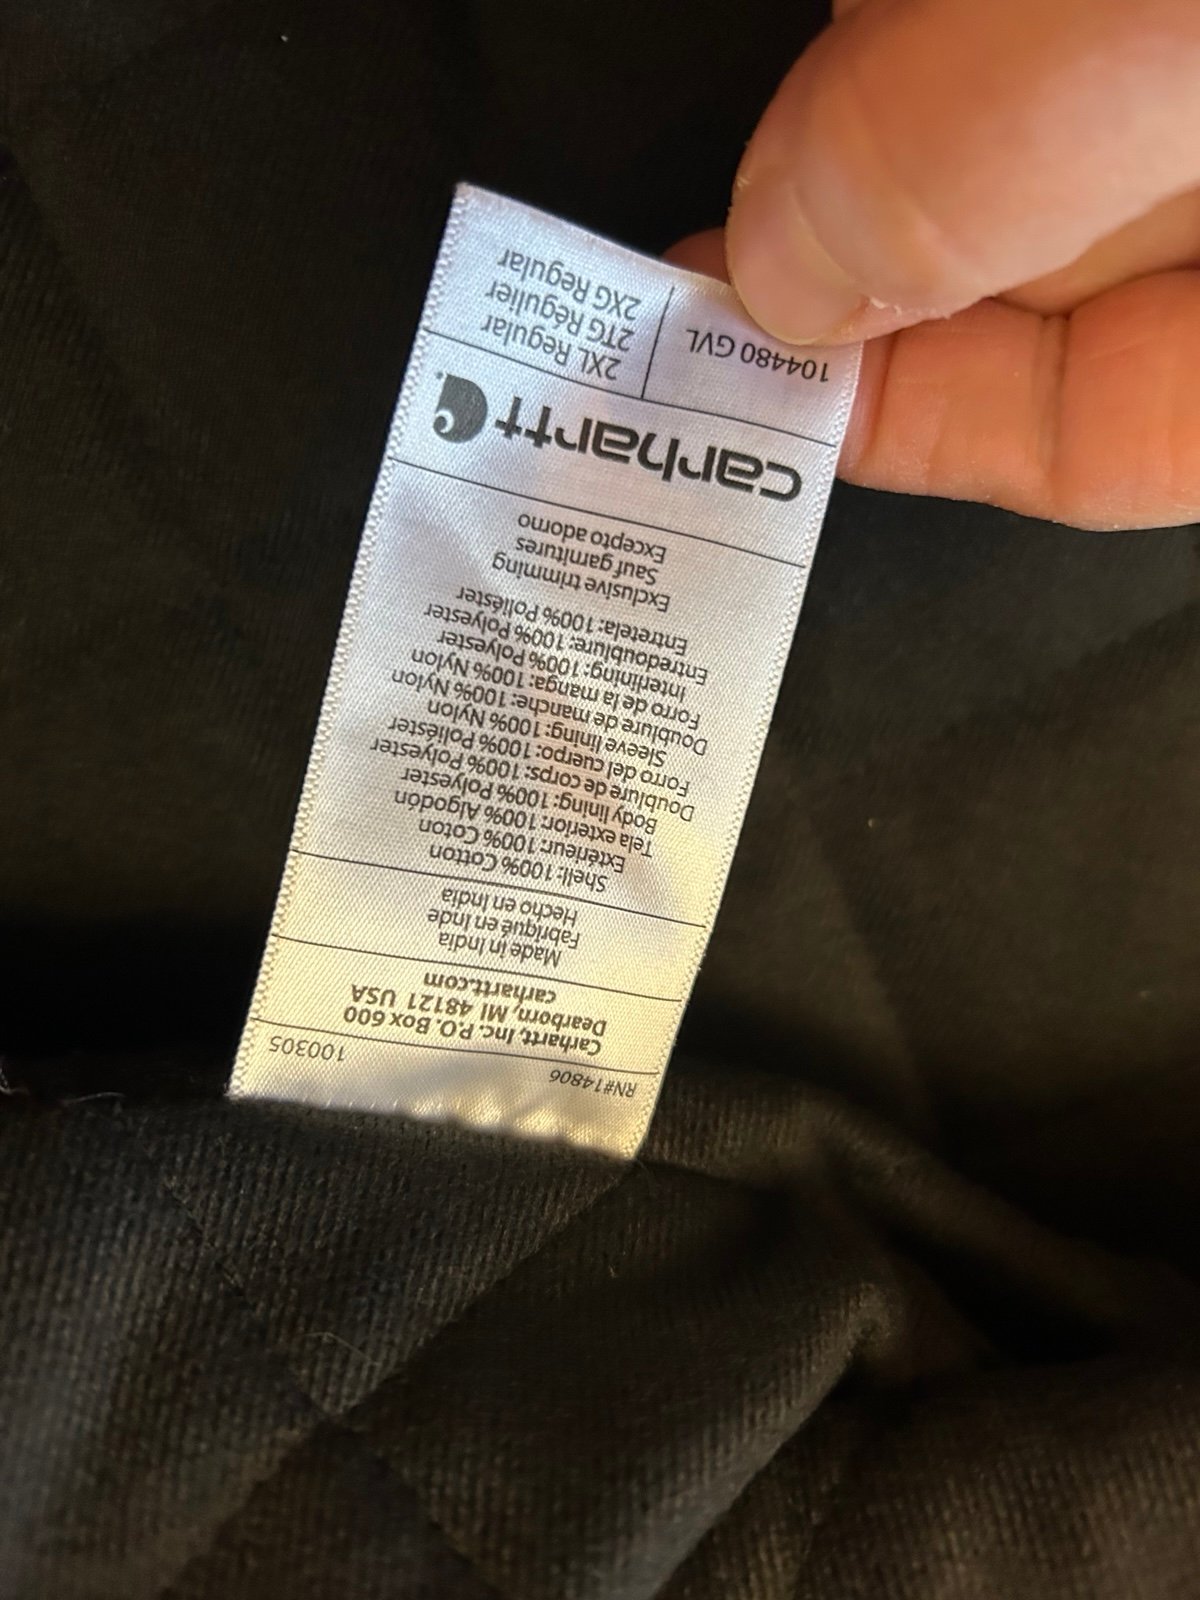 104480 GVL
2XL Regular
2TG Régulier
2XG Regular
carhartt
Exclusive trimming
Sauf garnitures
Excepto adorno
Entretela: 100% Poliéster
Entredoublure: 100% Polyester
Interlining: 100% Polyester
Forro de la manga: 100% Nylon
Doublure de manche: 100% Nylon
Sleeve lining: 100% Nylon
Forro del cuerpo: 100% Poliéster
Doublure de corps: 100% Polyester
Body lining: 100% Polyester
Tela exterior: 100% Algodón
Extérieur: 100% Coton
Shell: 100% Cotton
Hecho en India
Fabriqué en Inde
Made in India
carhartt.com
Dearborn, MI 48121 USA
Carhartt, Inc. P.O. Box 600
RN#14806 100305